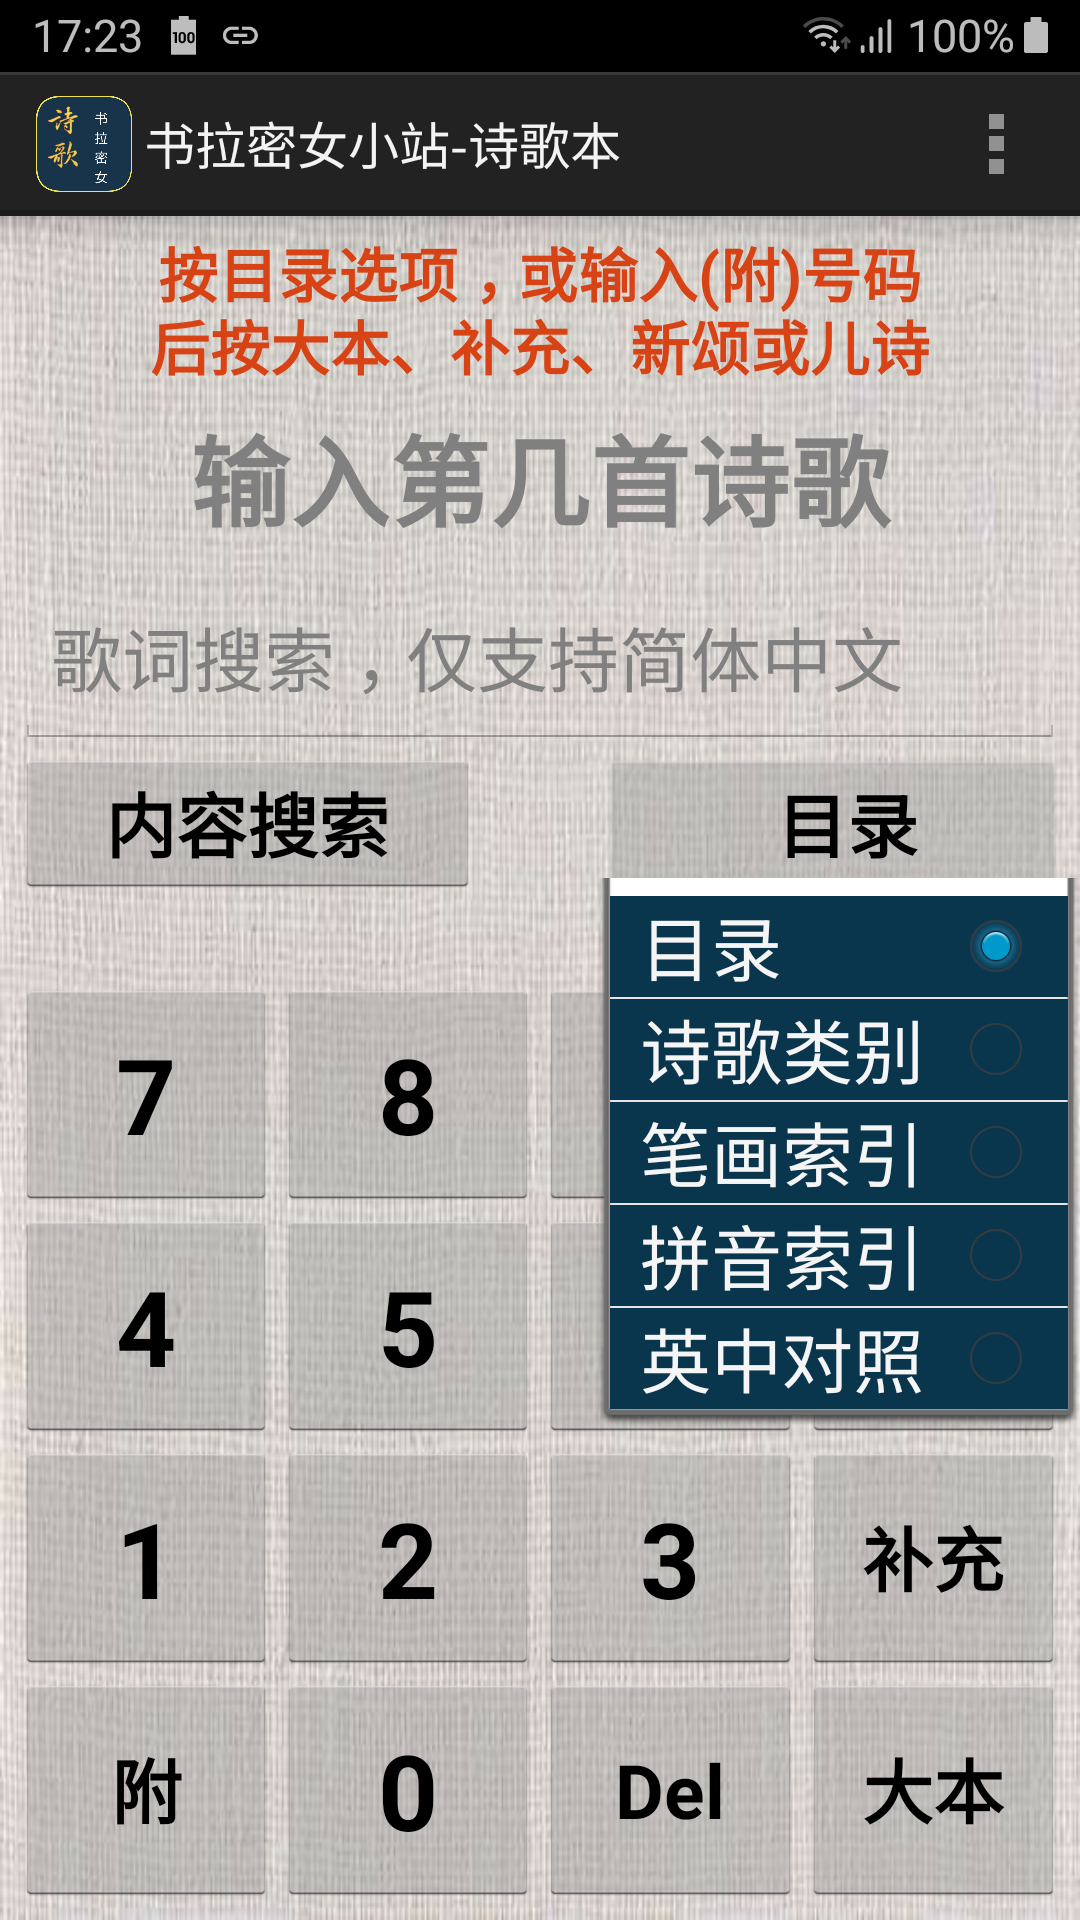 17:23
100
100%
诗歌
书拉密女
书拉密女小站-诗歌本
按目录选项，或输入(附)号码
后按大本、补充、新颂或儿诗
输入第几首诗歌
歌词搜索，仅支持简体中文
内容搜索
目录
目录
诗歌类别
笔画索引
拼音索引
英中对照
7
8
4
5
1
2
3
补充
附
0
Del
大本